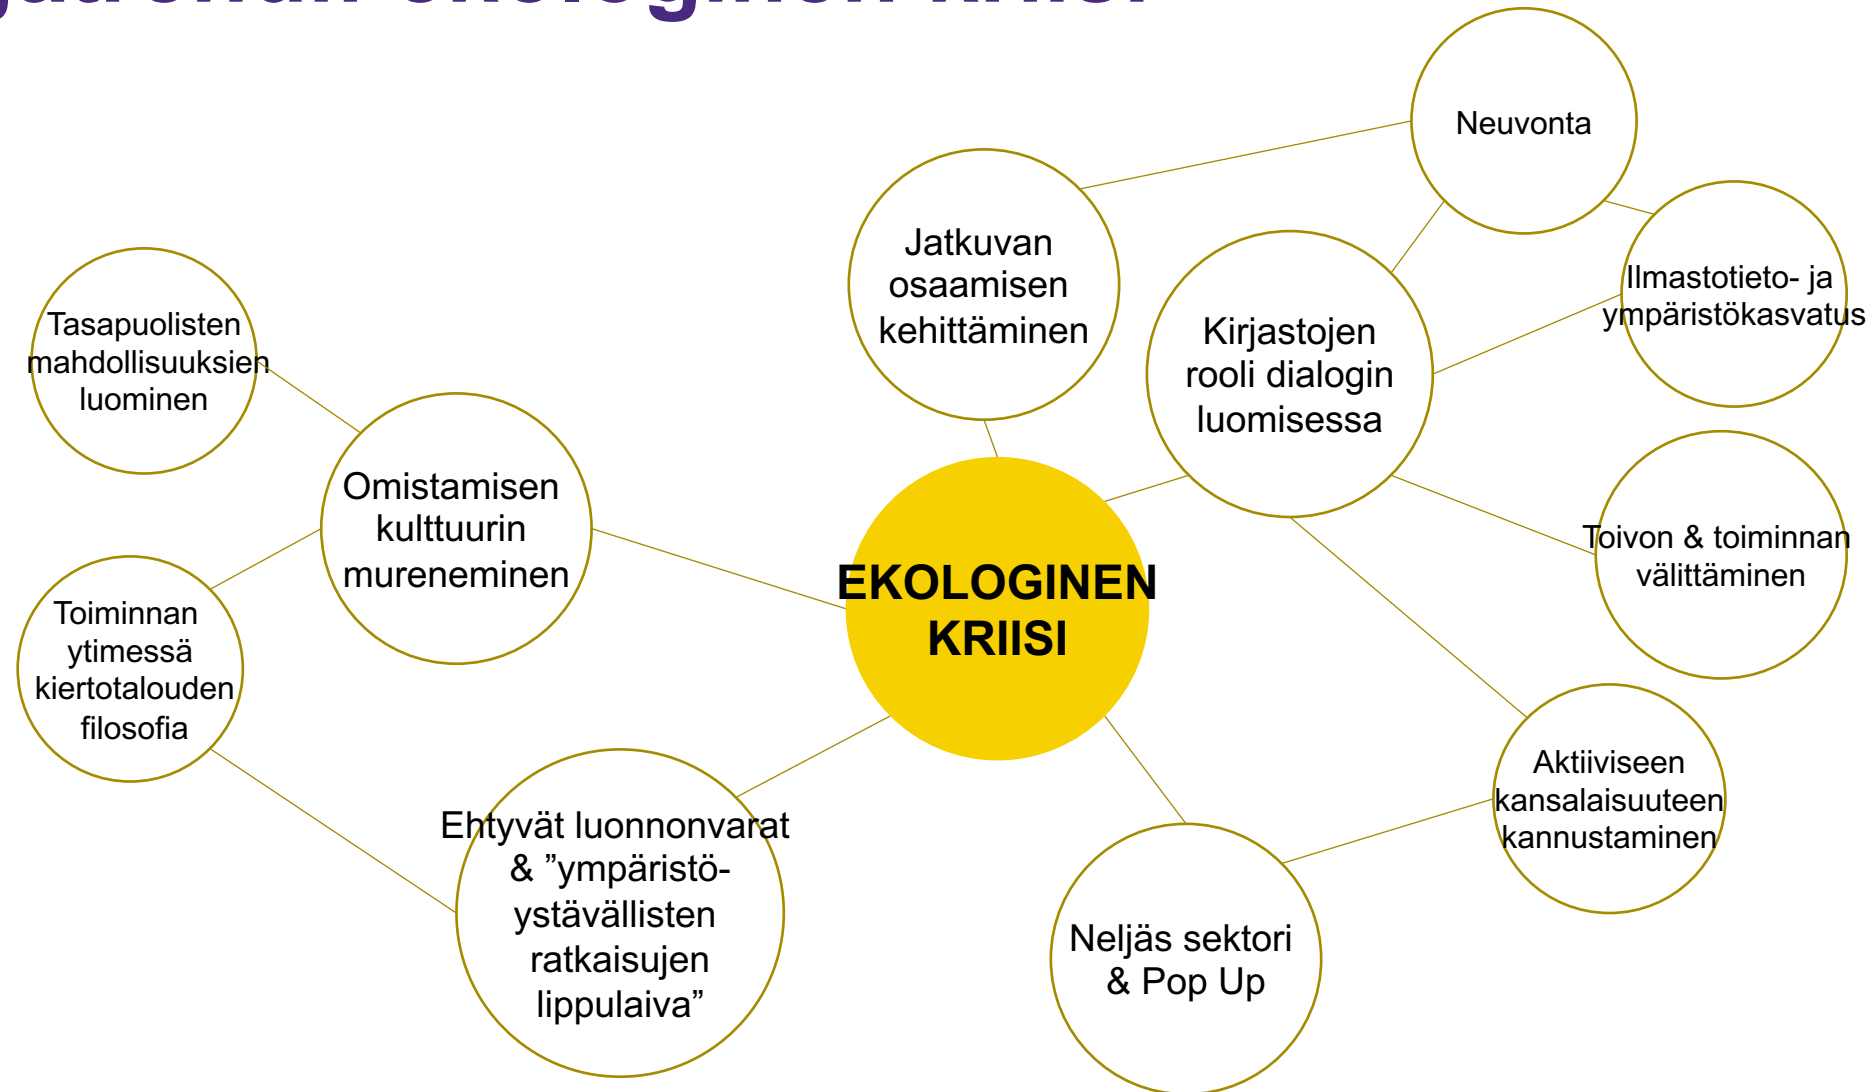 ekologinen kriisi
Neuvonta
Jatkuvan
osaamisen
kehittäminen
Kirjastojen
rooli dialogin
luomisessa
Ilmastotieto- ja
ympäristökasvatus
Tasapuolisten
mahdollisuuksien
luominen
Omistamisen
kulttuurin
mureneminen
EKOLOGINEN
KRIISI
Toivon & toiminnan
välittäminen
Toiminnan
ytimessä
kiertotalouden
filosofia
Ehtyvät luonnonvarat
& ”ympäristö-
ystävällisten
ratkaisujen
lippulaiva”
Neljäs sektori
& Pop Up
Aktiiviseen
kansalaisuuteen
kannustaminen